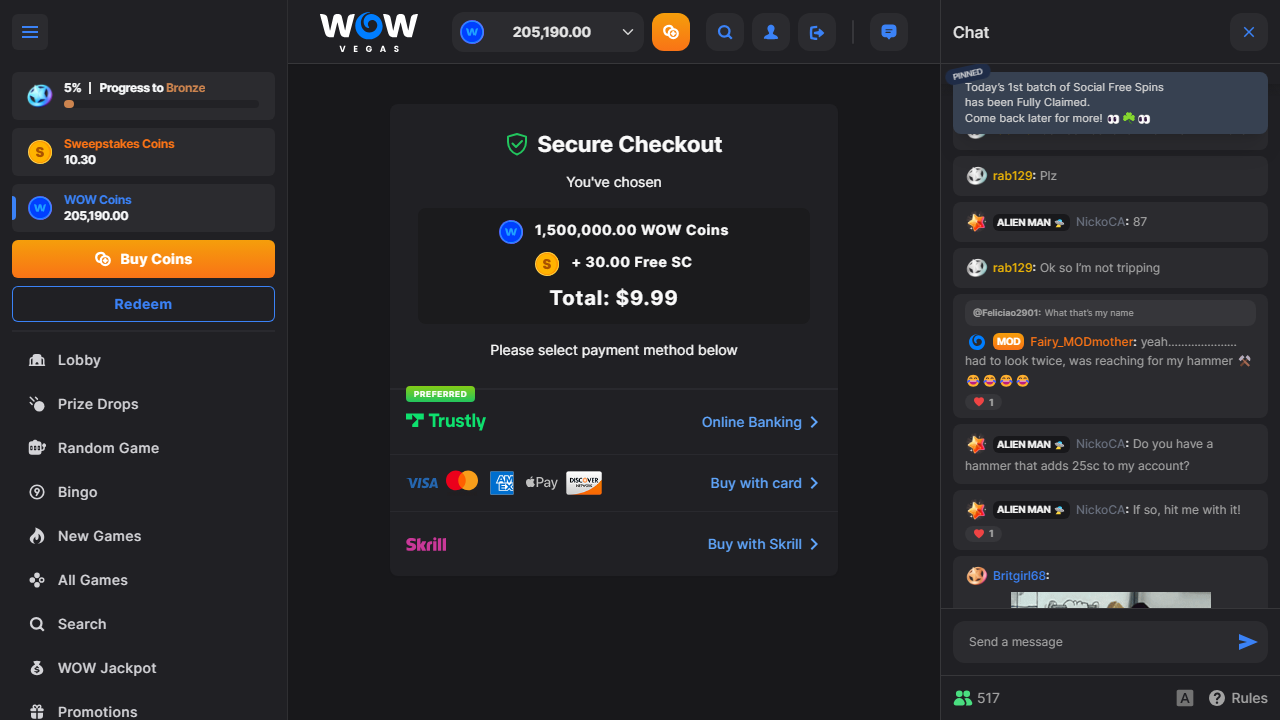 5% | Progress to Bronze
Sweepstakes Coins
10.30
WOW Coins
205,190.00
Buy Coins
Redeem
Lobby
Prize Drops
Random Game
Bingo
New Games
All Games
Search
WOW Jackpot
Promotions
WOW
VEGAS
205,190.00
Secure Checkout
You've chosen
1,500,000.00 WOW Coins
+ 30.00 Free SC
Total: $9.99
Please select payment method below
PREFERRED
Trustly
Online Banking
VISA AMEX Pay DISCOVER NETWORK
Buy with card
Skrill
Buy with Skrill
Chat
PINNED
Today's 1st batch of Social Free Spins
has been Fully Claimed.
Come back later for more! 👀☘️👀
rab129: Plz
ALIEN MAN 🛸 NickoCA: 87
rab129: Ok so I'm not tripping
@Feliciao2901: What that's my name
MOD Fairy_MODmother: yeah.....................
had to look twice, was reaching for my hammer ⚒️
😂😂😂😂
❤️ 1
ALIEN MAN 🛸 NickoCA: Do you have a
hammer that adds 25sc to my account?
ALIEN MAN 🛸 NickoCA: If so, hit me with it!
❤️ 1
Britgirl68:
Send a message
517
A
Rules